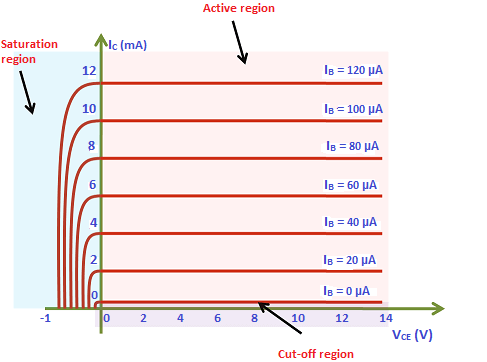 Active region
Saturation
region
IC (mA)
12
IB = 120 µA
10
IB = 100 µA
8
IB = 80 µA
6
IB = 60 µA
4
IB = 40 µA
2
IB = 20 µA
0
IB = 0 µA
-1 0 2 4 6 8 10 12 14
VCE (V)
Cut-off region